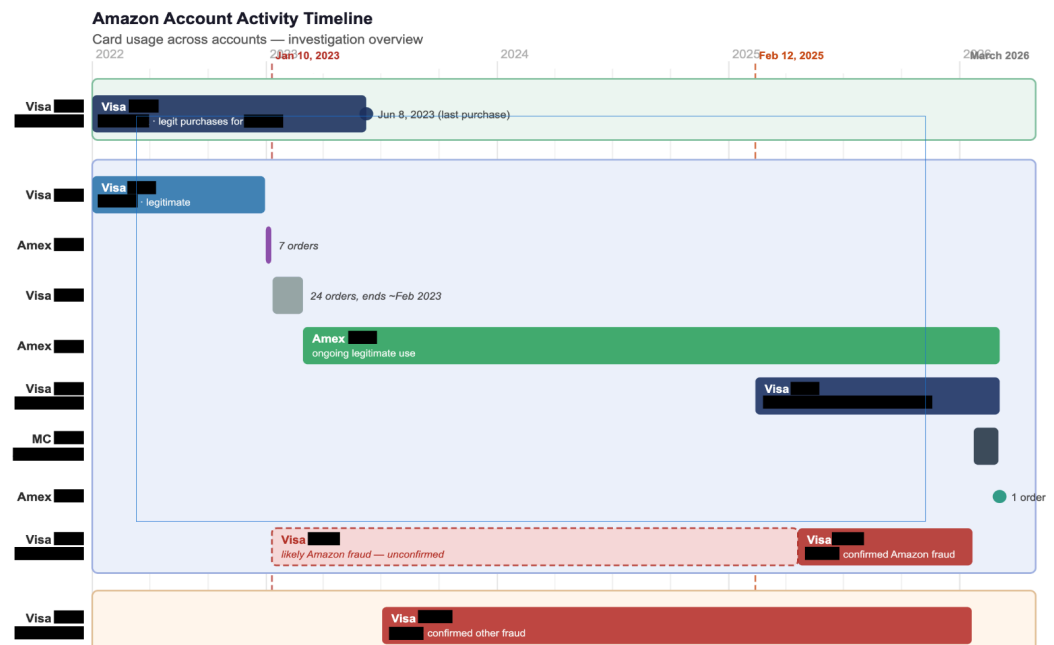 Amazon Account Activity Timeline
Card usage across accounts — investigation overview
2022
2023
Jan 10, 2023
2024
2025
Feb 12, 2025
2026
March 2026
Visa
Visa
· legit purchases for
Jun 8, 2023 (last purchase)
Visa
Visa
· legitimate
Amex
7 orders
Visa
24 orders, ends ~Feb 2023
Amex
Amex
ongoing legitimate use
Visa
Visa
MC
Amex
1 order
Visa
Visa
likely Amazon fraud — unconfirmed
Visa
confirmed Amazon fraud
Visa
Visa
confirmed other fraud